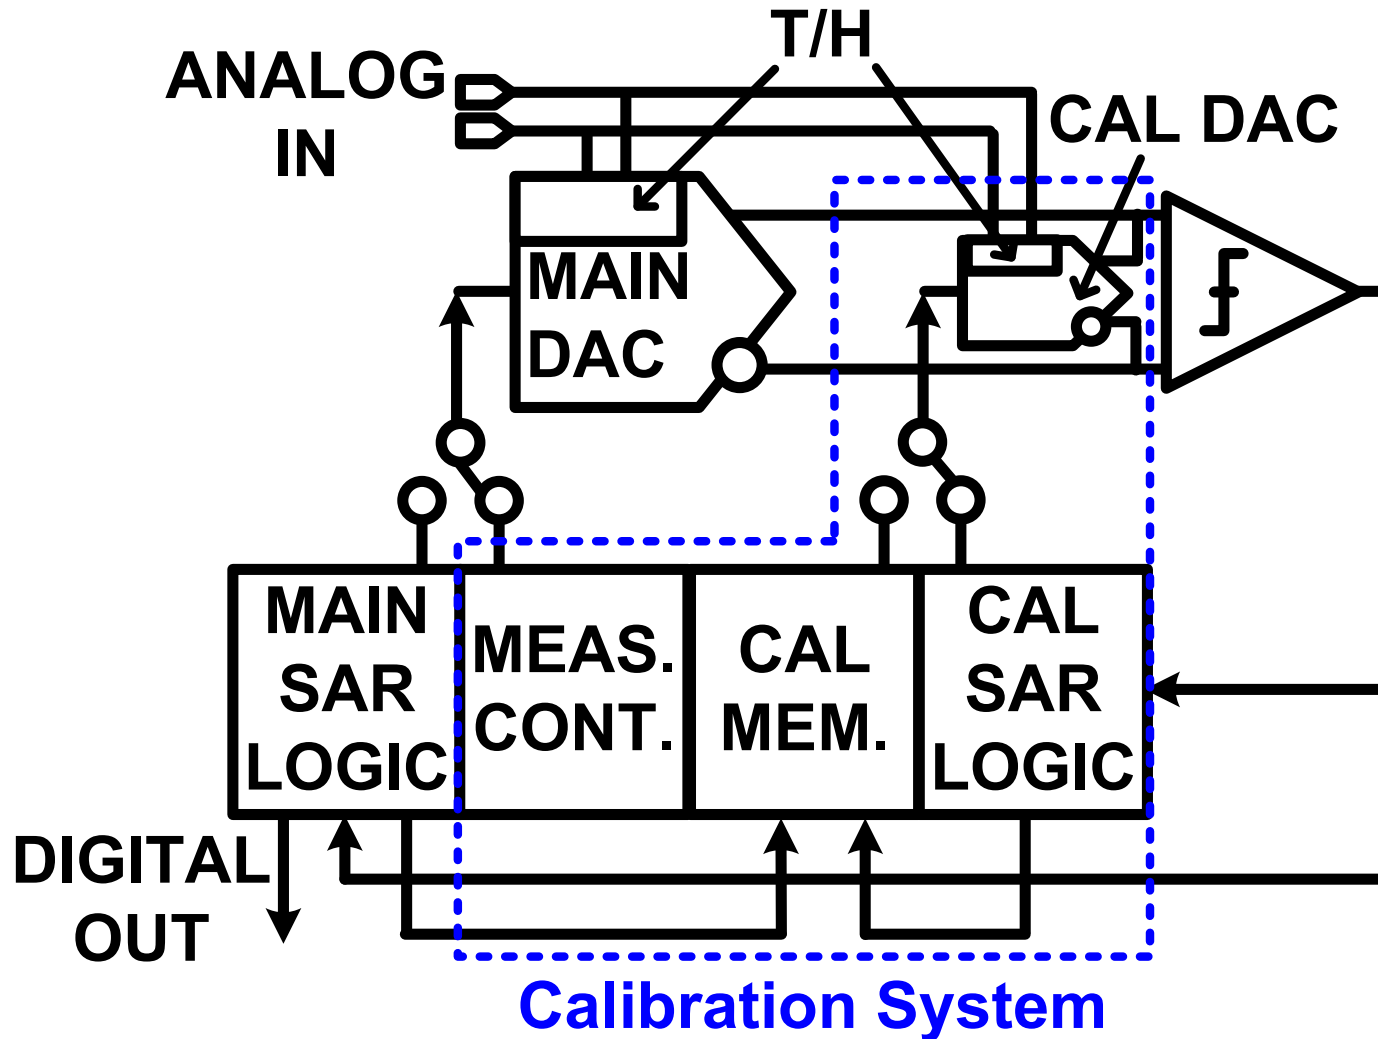 T/H
ANALOG
IN
CAL DAC
MAIN
DAC
MAIN
SAR
LOGIC
MEAS.
CONT.
CAL
MEM.
CAL
SAR
LOGIC
DIGITAL
OUT
Calibration System